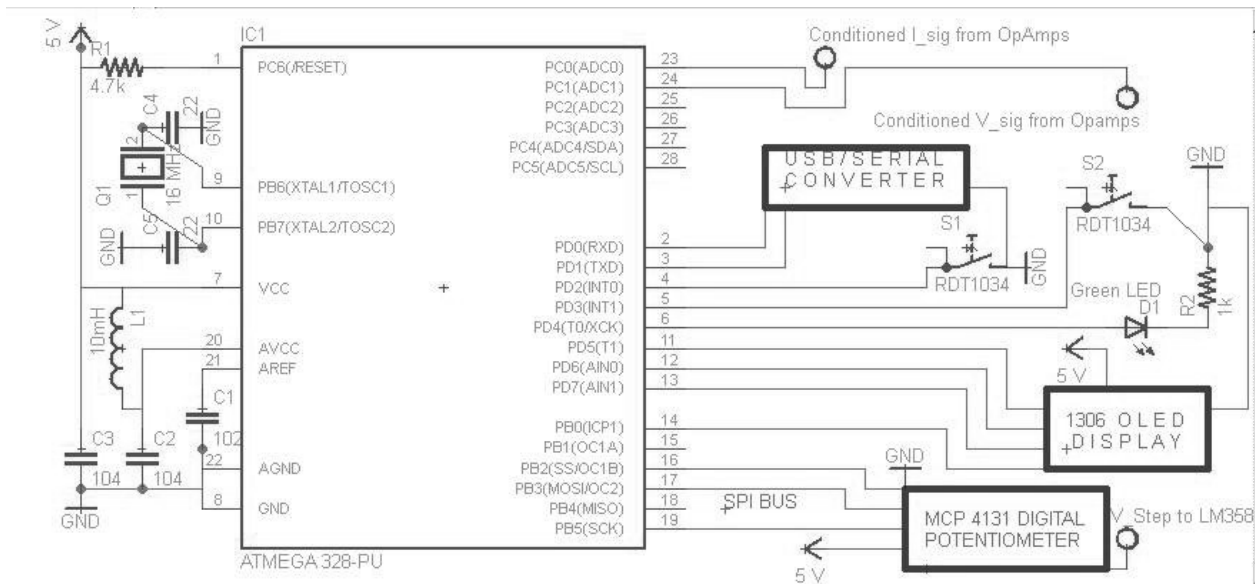 5 V
R1
4.7k
IC1
1
PC6(/RESET)
C4
22
GND
2
16 MHz
Q1
1
9
PB6(XTAL1/TOSC1)
10
PB7(XTAL2/TOSC2)
C5
22
GND
7
VCC
10mH
L1
20
AVCC
21
AREF
C1
102
C3
104
C2
104
22
AGND
8
GND
GND
ATMEGA 328-PU
PC0(ADC0)
23
PC1(ADC1)
24
PC2(ADC2)
25
PC3(ADC3)
26
PC4(ADC4/SDA)
27
PC5(ADC5/SCL)
28
PD0(RXD)
2
PD1(TXD)
3
PD2(INT0)
4
PD3(INT1)
5
PD4(T0/XCK)
6
PD5(T1)
11
PD6(AIN0)
12
PD7(AIN1)
13
PB0(ICP1)
14
PB1(OC1A)
15
PB2(SS/OC1B)
16
PB3(MOSI/OC2)
17
PB4(MISO)
18
PB5(SCK)
19
Conditioned I_sig from OpAmps
Conditioned V_sig from Opamps
USB/SERIAL
CONVERTER
S1
RDT1034
GND
S2
RDT1034
GND
Green LED
D1
R2
1k
5 V
1306 OLED
DISPLAY
GND
SPI BUS
MCP 4131 DIGITAL
POTENTIOMETER
V_Step to LM358
5 V